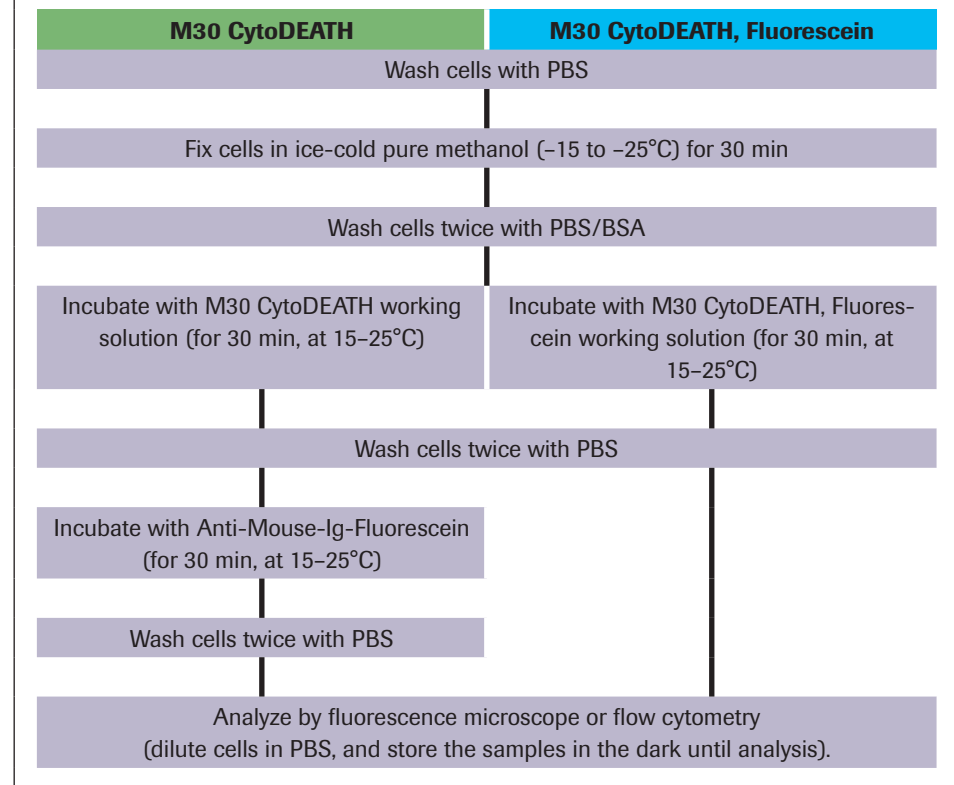 M30 CytoDEATH
M30 CytoDEATH, Fluorescein
Wash cells with PBS
Fix cells in ice-cold pure methanol (–15 to –25°C) for 30 min
Wash cells twice with PBS/BSA
Incubate with M30 CytoDEATH working
solution (for 30 min, at 15–25°C)
Incubate with M30 CytoDEATH, Fluores-
cein working solution (for 30 min, at
15–25°C)
Wash cells twice with PBS
Incubate with Anti-Mouse-Ig-Fluorescein
(for 30 min, at 15–25°C)
Wash cells twice with PBS
Analyze by fluorescence microscope or flow cytometry
(dilute cells in PBS, and store the samples in the dark until analysis).